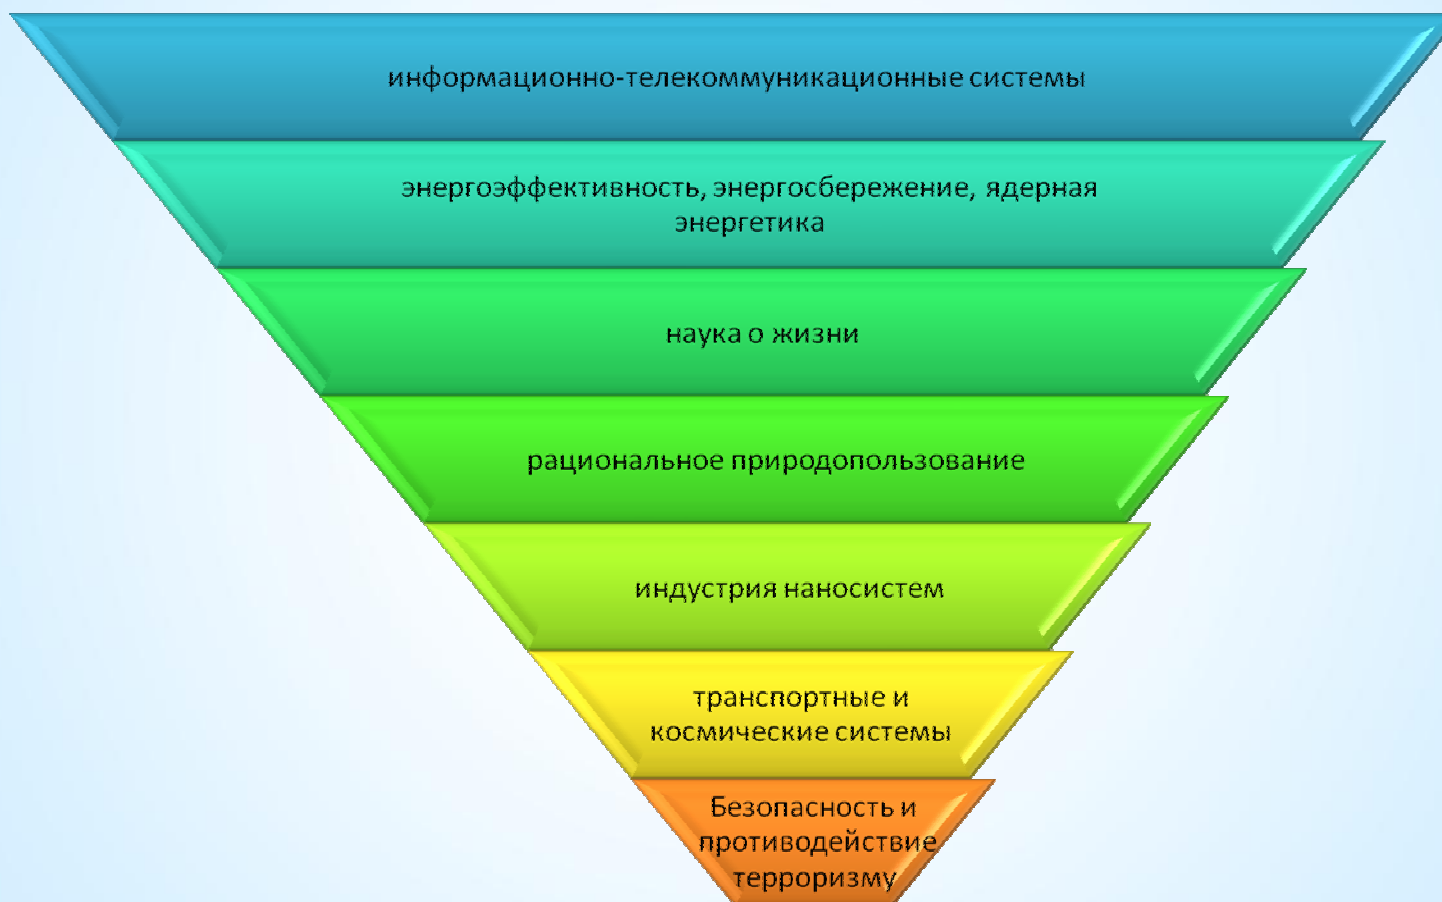 информационно-телекоммуникационные системы
энергоэффективность, энергосбережение, ядерная
энергетика
наука о жизни
рациональное природопользование
индустрия наносистем
транспортные и
космические системы
Безопасность и
противодействие
терроризму